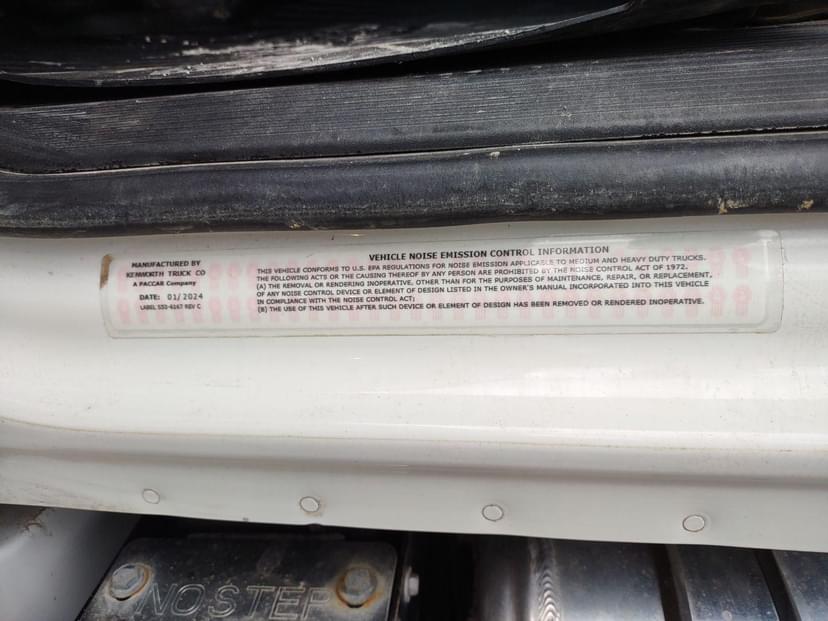 MANUFACTURED BY
KENWORTH TRUCK CO
A PACCAR Company
DATE: 01/2024
LABEL S52-6167 REV C
VEHICLE NOISE EMISSION CONTROL INFORMATION
THIS VEHICLE CONFORMS TO U.S. EPA REGULATIONS FOR NOISE EMISSION APPLICABLE TO MEDIUM AND HEAVY DUTY TRUCKS.
THE FOLLOWING ACTS OR THE CAUSING THEREOF BY ANY PERSON ARE PROHIBITED BY THE NOISE CONTROL ACT OF 1972.
(A) THE REMOVAL OR RENDERING INOPERATIVE, OTHER THAN FOR THE PURPOSES OF MAINTENANCE, REPAIR, OR REPLACEMENT,
OF ANY NOISE CONTROL DEVICE OR ELEMENT OF DESIGN LISTED IN THE OWNER'S MANUAL INCORPORATED INTO THIS VEHICLE
IN COMPLIANCE WITH THE NOISE CONTROL ACT;
(B) THE USE OF THIS VEHICLE AFTER SUCH DEVICE OR ELEMENT OF DESIGN HAS BEEN REMOVED OR RENDERED INOPERATIVE.
NO STEP